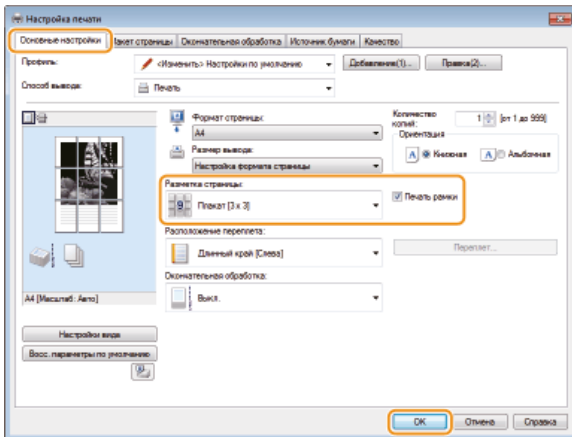 Настройка печати
Основные настройки Макет страницы Окончательная обработка Источник бумаги Качество
Профиль: <Изменить> Настройки по умолчанию Добавление(1)... Правка(2)...
Способ вывода: Печать
Формат страницы:
A4
Количество копий: 1 [от 1 до 999]
Размер вывода:
Настройка формата страницы
Ориентация
A Книжная A Альбомная
Разметка страницы:
9 Плакат [3 x 3]
Печать рамки
Расположение переплета:
Длинный край [Слева]
Переплет...
Окончательная обработка:
Выкл.
A4 [Масштаб: Авто]
Настройки вида
Восс. параметры по умолчанию
OK Отмена Справка